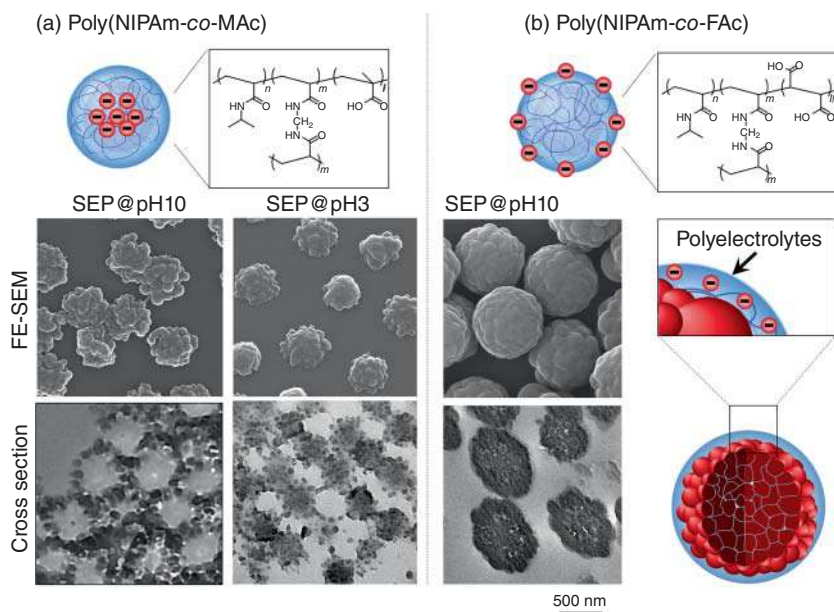 (a) Poly(NIPAm-co-MAc)
n
m
l
HN
O
HN
O
HO
O
CH2
HN
O
m
SEP@pH10
SEP@pH3
FE-SEM
Cross section
(b) Poly(NIPAm-co-FAc)
HO
O
n
m
l
HN
O
HN
O
HO
O
CH2
HN
O
m
SEP@pH10
Polyelectrolytes
500 nm